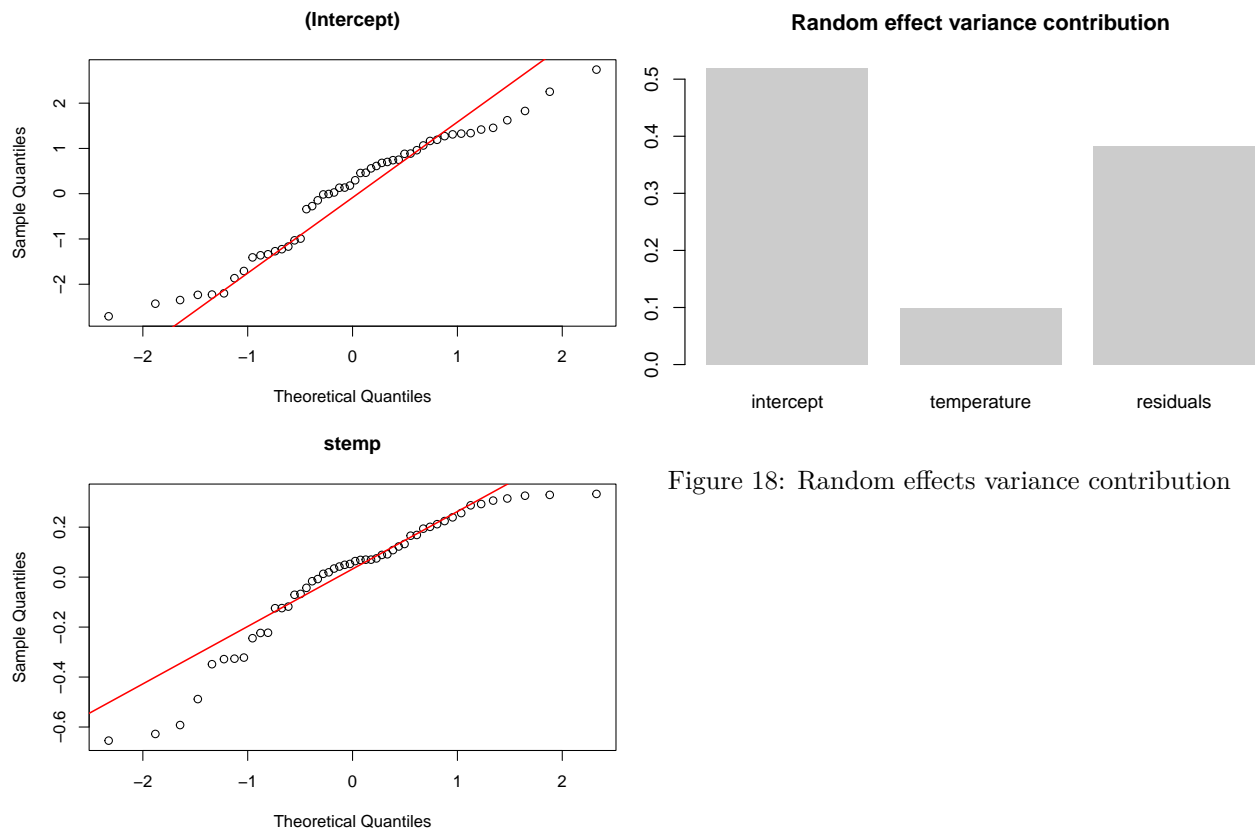 (Intercept)
Sample Quantiles
2
1
0
−1
−2
−2 −1 0 1 2
Theoretical Quantiles
Random effect variance contribution
0.5
0.4
0.3
0.2
0.1
0.0
intercept temperature residuals
Figure 18: Random effects variance contribution
stemp
Sample Quantiles
0.2
0.0
−0.2
−0.4
−0.6
−2 −1 0 1 2
Theoretical Quantiles